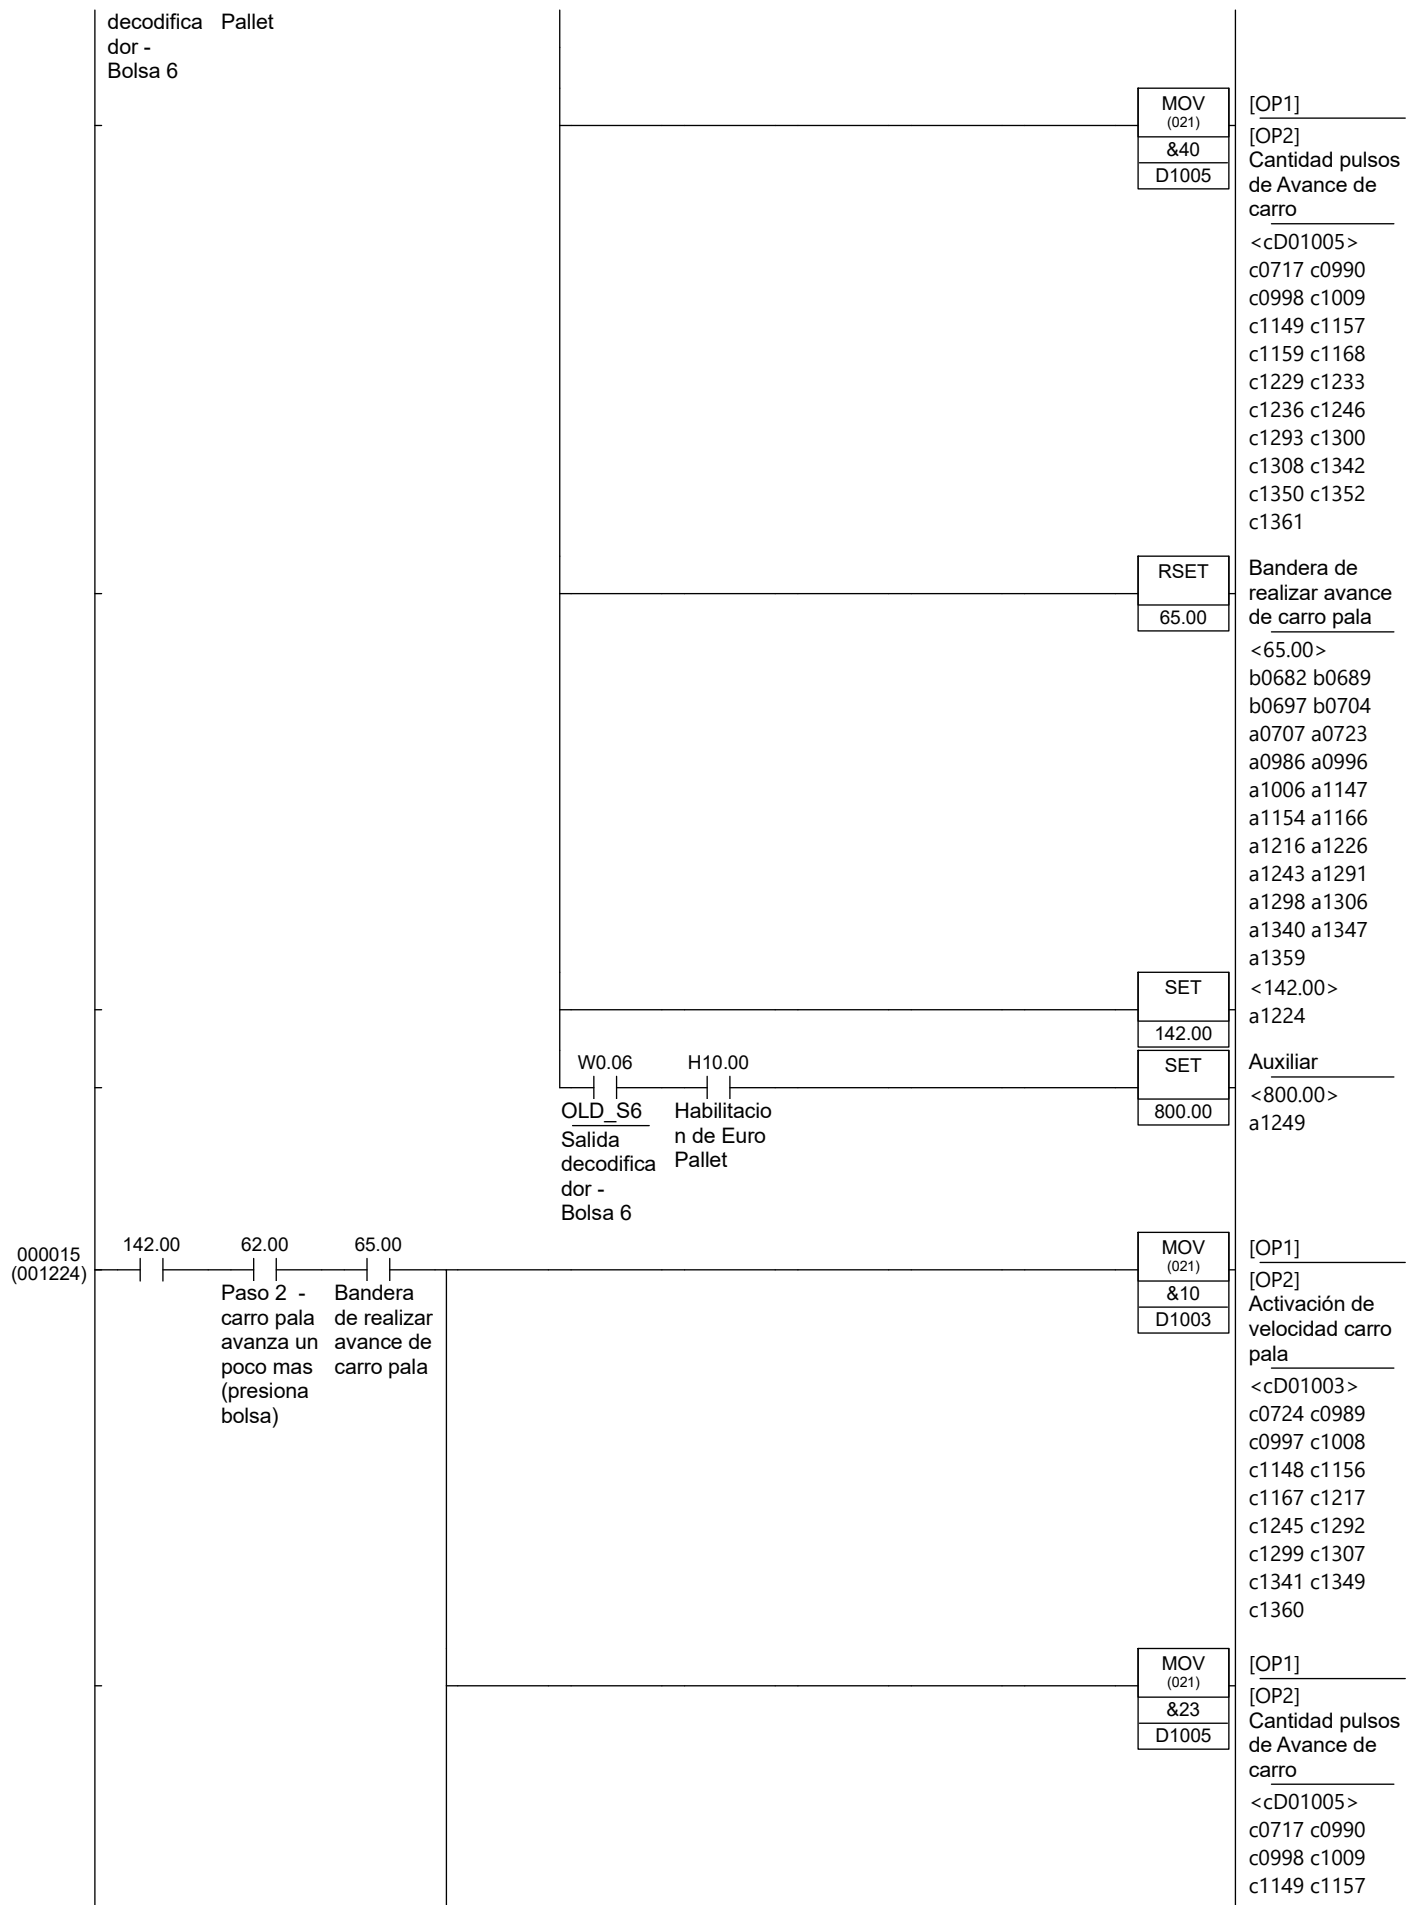 decodifica Pallet
dor -
Bolsa 6
MOV
(021)
&40
D1005
[OP1]
[OP2]
Cantidad pulsos
de Avance de
carro
<cD01005>
c0717 c0990
c0998 c1009
c1149 c1157
c1159 c1168
c1229 c1233
c1236 c1246
c1293 c1300
c1308 c1342
c1350 c1352
c1361
RSET
65.00
Bandera de
realizar avance
de carro pala
<65.00>
b0682 b0689
b0697 b0704
a0707 a0723
a0986 a0996
a1006 a1147
a1154 a1166
a1216 a1226
a1243 a1291
a1298 a1306
a1340 a1347
a1359
SET
142.00
<142.00>
a1224
W0.06 H10.00
OLD_S6
Salida
decodifica
dor -
Bolsa 6
Habilitacio
n de Euro
Pallet
SET
800.00
Auxiliar
<800.00>
a1249
000015
(001224)
142.00 62.00 65.00
Paso 2 -
carro pala
avanza un
poco mas
(presiona
bolsa)
Bandera
de realizar
avance de
carro pala
MOV
(021)
&10
D1003
[OP1]
[OP2]
Activación de
velocidad carro
pala
<cD01003>
c0724 c0989
c0997 c1008
c1148 c1156
c1167 c1217
c1245 c1292
c1299 c1307
c1341 c1349
c1360
MOV
(021)
&23
D1005
[OP1]
[OP2]
Cantidad pulsos
de Avance de
carro
<cD01005>
c0717 c0990
c0998 c1009
c1149 c1157